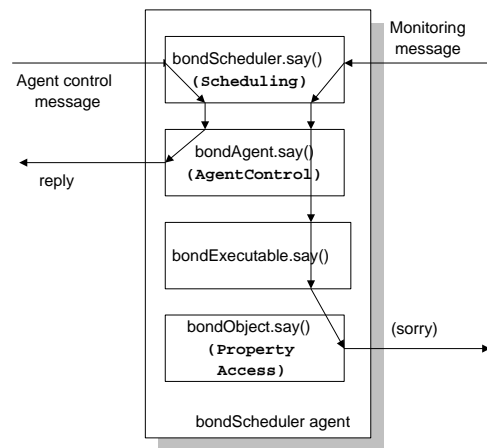 Monitoring
message
bondScheduler.say()
(Scheduling)
Agent control
message
bondAgent.say()
(AgentControl)
reply
bondExecutable.say()
bondObject.say()
(Property
Access)
(sorry)
bondScheduler agent